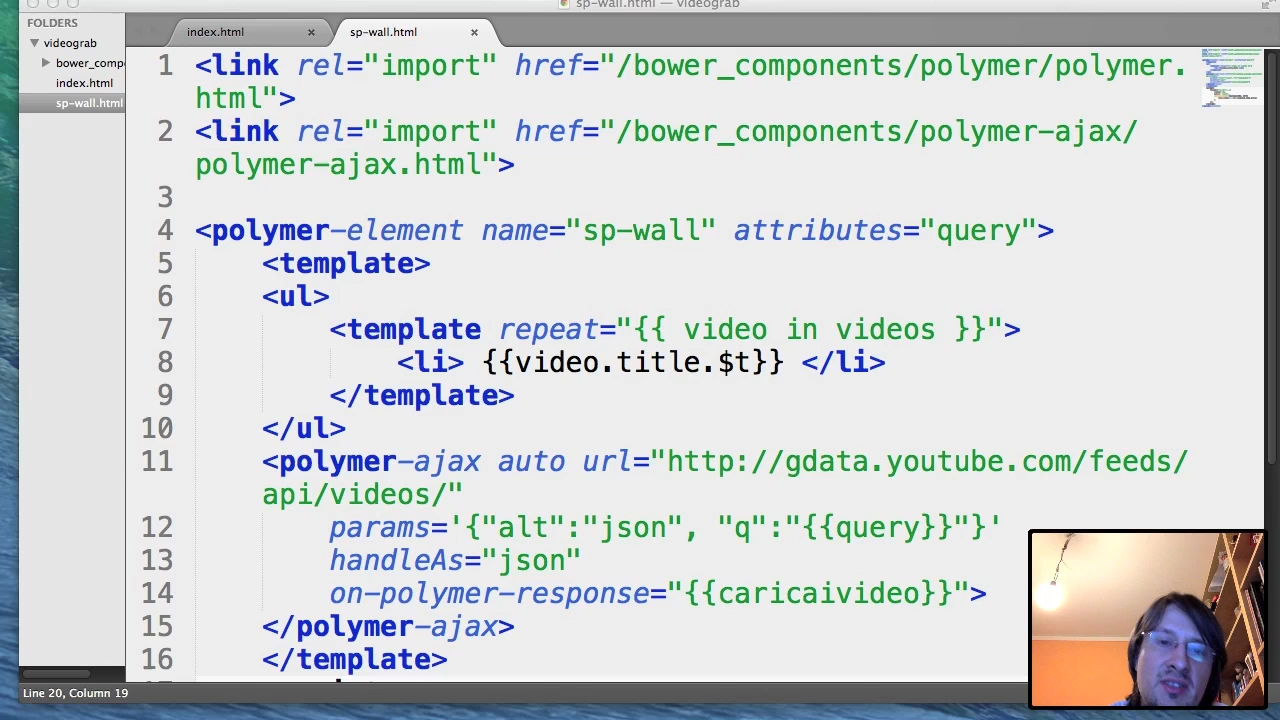 sp-wall.html — videograb
FOLDERS
videograb
bower_compo
index.html
sp-wall.html
index.html
sp-wall.html
1 <link rel="import" href="/bower_components/polymer/polymer.
html">
2 <link rel="import" href="/bower_components/polymer-ajax/
polymer-ajax.html">
3
4 <polymer-element name="sp-wall" attributes="query">
5 <template>
6 <ul>
7 <template repeat="{{ video in videos }}">
8 <li> {{video.title.$t}} </li>
9 </template>
10 </ul>
11 <polymer-ajax auto url="http://gdata.youtube.com/feeds/
api/videos/"
12 params='{"alt":"json", "q":"{{query}}"}'
13 handleAs="json"
14 on-polymer-response="{{caricaivideo}}">
15 </polymer-ajax>
16 </template>
Line 20, Column 19